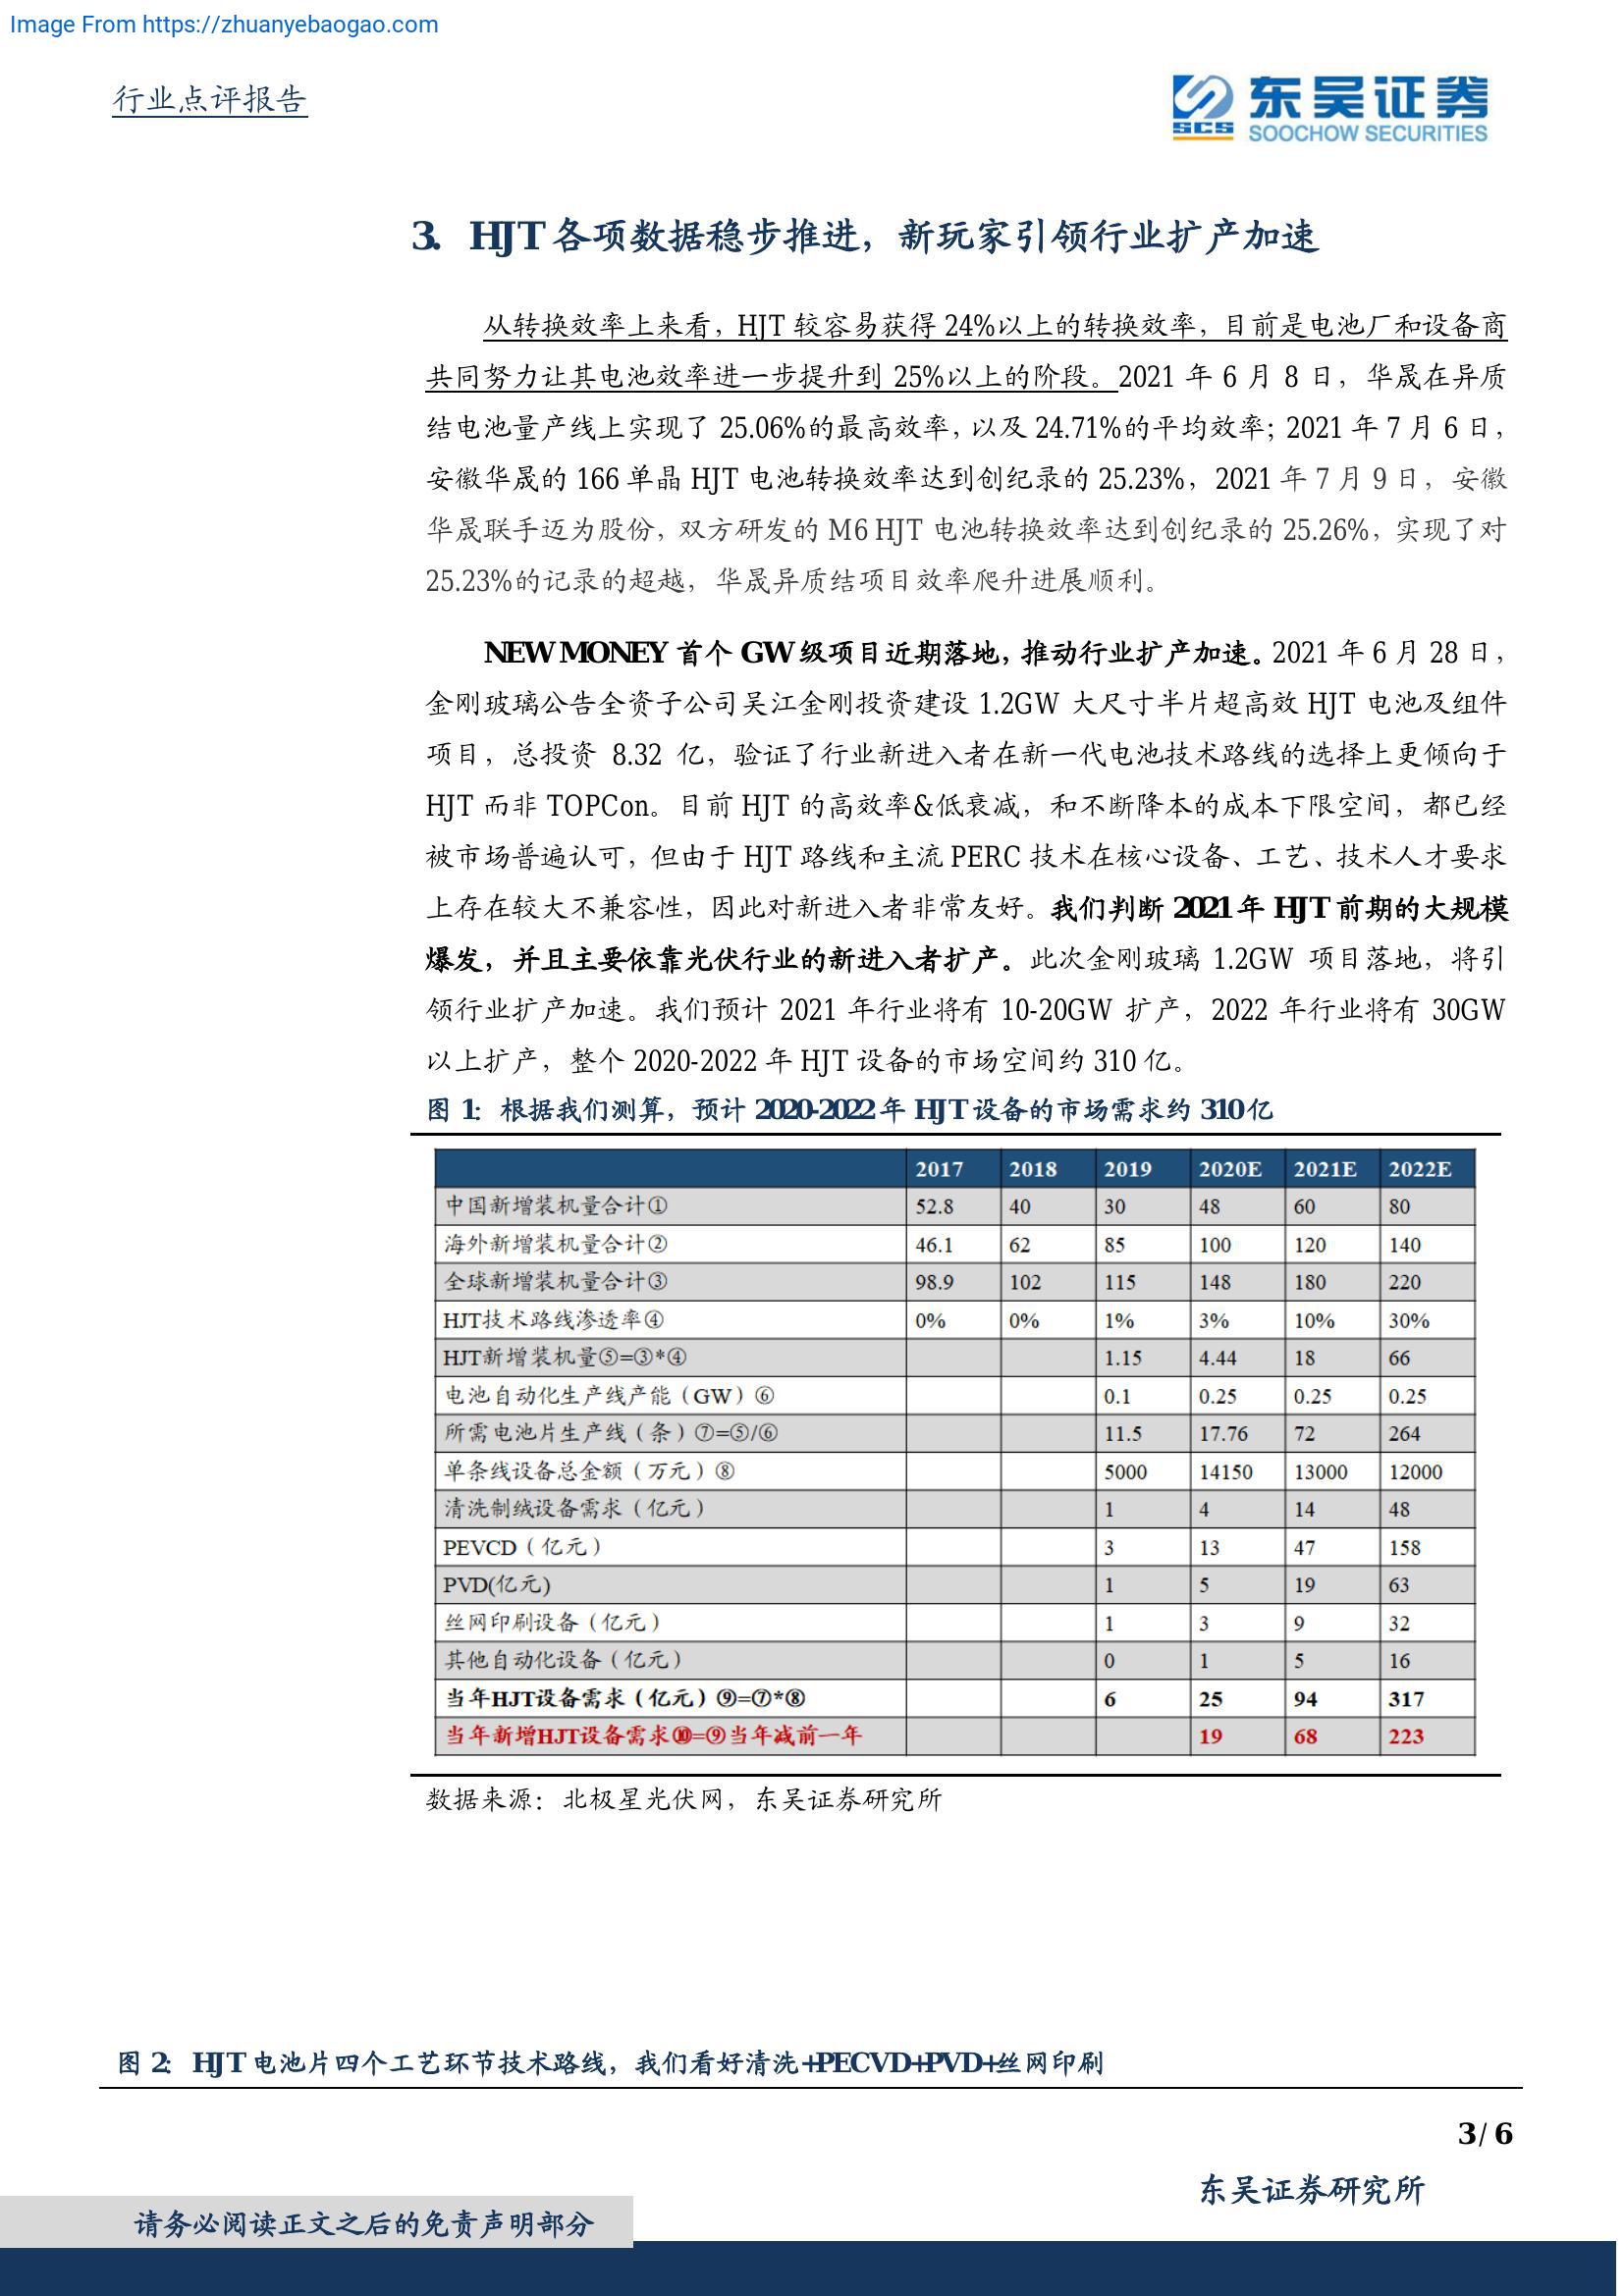 Image From https://zhuanyebaogao.com
行业点评报告
SCS 东吴证券
SOOCHOW SECURITIES
3. HJT 各项数据稳步推进，新玩家引领行业扩产加速
从转换效率上来看，HJT 较容易获得 24%以上的转换效率，目前是电池厂和设备商
共同努力让其电池效率进一步提升到 25%以上的阶段。2021 年 6 月 8 日，华晟在异质
结电池量产线上实现了 25.06%的最高效率，以及 24.71%的平均效率；2021 年 7 月 6 日，
安徽华晟的 166 单晶 HJT 电池转换效率达到创纪录的 25.23%，2021 年 7 月 9 日，安徽
华晟联手迈为股份，双方研发的 M6 HJT 电池转换效率达到创纪录的 25.26%，实现了对
25.23%的记录的超越，华晟异质结项目效率爬升进展顺利。
NEW MONEY 首个 GW 级项目近期落地，推动行业扩产加速。2021 年 6 月 28 日，
金刚玻璃公告全资子公司吴江金刚投资建设 1.2GW 大尺寸半片超高效 HJT 电池及组件
项目，总投资 8.32 亿，验证了行业新进入者在新一代电池技术路线的选择上更倾向于
HJT 而非 TOPCon。目前 HJT 的高效率&低衰减，和不断降本的成本下限空间，都已经
被市场普遍认可，但由于 HJT 路线和主流 PERC 技术在核心设备、工艺、技术人才要求
上存在较大不兼容性，因此对新进入者非常友好。我们判断 2021 年 HJT 前期的大规模
爆发，并且主要依靠光伏行业的新进入者扩产。此次金刚玻璃 1.2GW 项目落地，将引
领行业扩产加速。我们预计 2021 年行业将有 10-20GW 扩产，2022 年行业将有 30GW
以上扩产，整个 2020-2022 年 HJT 设备的市场空间约 310 亿。
图 1：根据我们测算，预计 2020-2022 年 HJT 设备的市场需求约 310 亿
2017 2018 2019 2020E 2021E 2022E
中国新增装机量合计① 52.8 40 30 48 60 80
海外新增装机量合计② 46.1 62 85 100 120 140
全球新增装机量合计③ 98.9 102 115 148 180 220
HJT技术路线渗透率④ 0% 0% 1% 3% 10% 30%
HJT新增装机量⑤=③*④ 1.15 4.44 18 66
电池自动化生产线产能（GW）⑥ 0.1 0.25 0.25 0.25
所需电池片生产线（条）⑦=⑤/⑥ 11.5 17.76 72 264
单条线设备总金额（万元）⑧ 5000 14150 13000 12000
清洗制绒设备需求（亿元） 1 4 14 48
PEVCD（亿元） 3 13 47 158
PVD(亿元) 1 5 19 63
丝网印刷设备（亿元） 1 3 9 32
其他自动化设备（亿元） 0 1 5 16
当年HJT设备需求（亿元）⑨=⑦*⑧ 6 25 94 317
当年新增HJT设备需求⑩=⑨当年减前一年 19 68 223
数据来源：北极星光伏网，东吴证券研究所
图 2：HJT 电池片四个工艺环节技术路线，我们看好清洗+PECVD+PVD+丝网印刷
3 / 6
东吴证券研究所
请务必阅读正文之后的免责声明部分